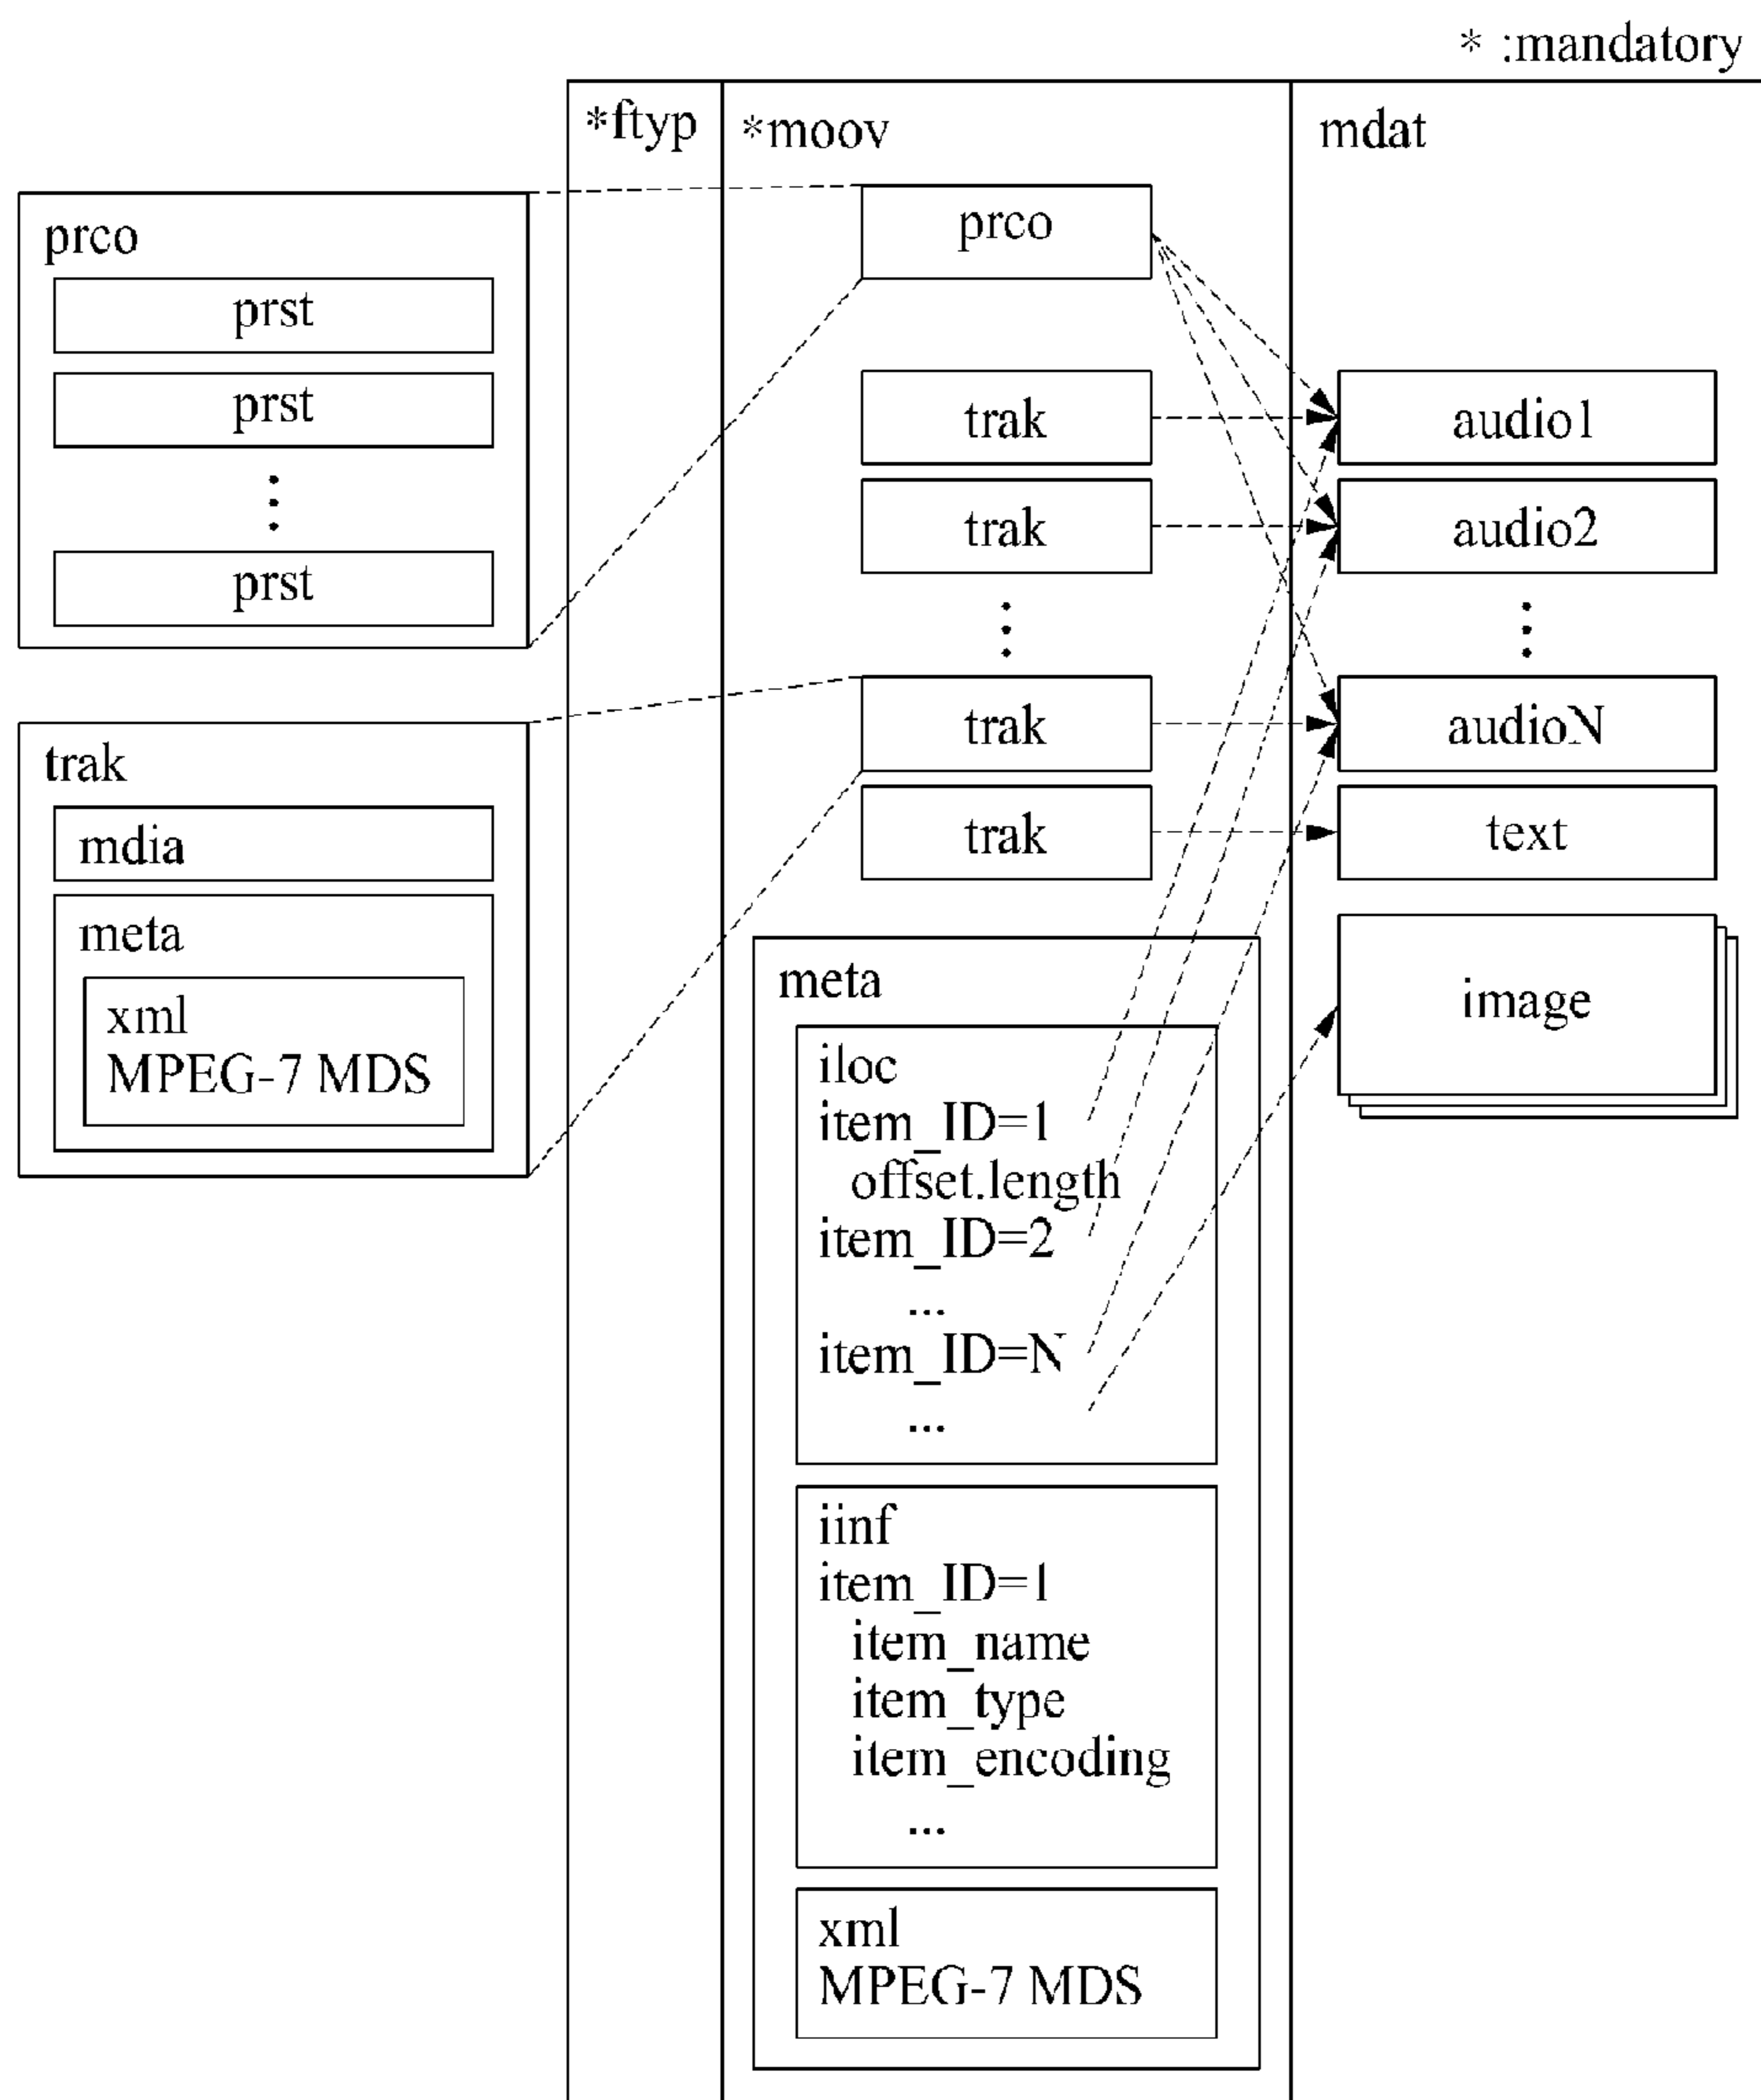 * :mandatory
*ftyp
*moov
mdat
prco
prst
prst
prst
trak
mdia
meta
xml
MPEG-7 MDS
prco
trak
trak
trak
trak
meta
iloc
item_ID=1
offset.length
item_ID=2
...
item_ID=N
...
iinf
item_ID=1
item_name
item_type
item_encoding
...
xml
MPEG-7 MDS
audio1
audio2
audioN
text
image